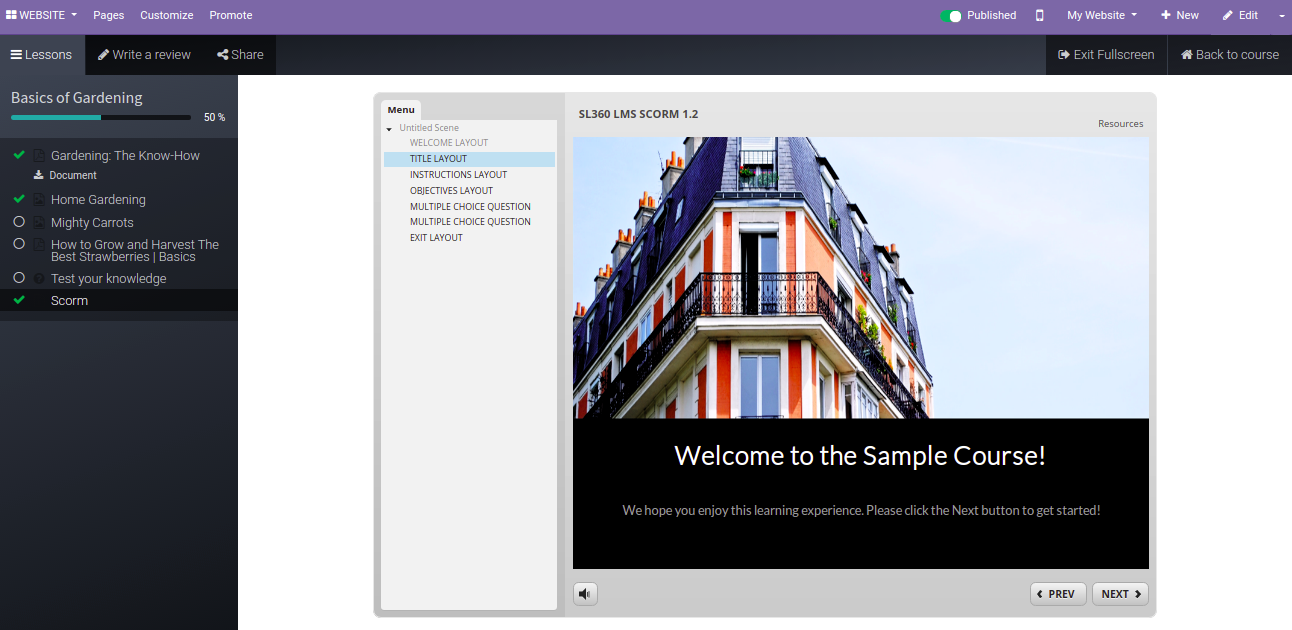 WEBSITE Pages Customize Promote Published My Website New Edit
Lessons Write a review Share Exit Fullscreen Back to course
Basics of Gardening
50 %
Gardening: The Know-How
Document
Home Gardening
Mighty Carrots
How to Grow and Harvest The
Best Strawberries | Basics
Test your knowledge
Scorm
Menu
Untitled Scene
WELCOME LAYOUT
TITLE LAYOUT
INSTRUCTIONS LAYOUT
OBJECTIVES LAYOUT
MULTIPLE CHOICE QUESTION
MULTIPLE CHOICE QUESTION
EXIT LAYOUT
SL360 LMS SCORM 1.2
Resources
Welcome to the Sample Course!
We hope you enjoy this learning experience. Please click the Next button to get started!
PREV NEXT